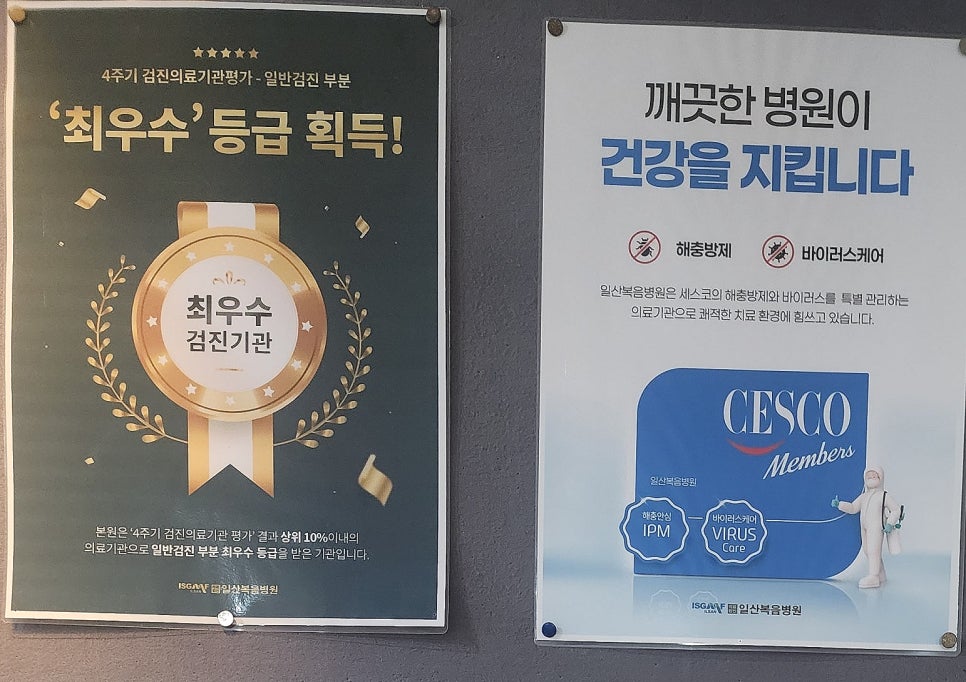 4주기 검진의료기관평가 - 일반검진 부분
‘최우수’ 등급 획득!
최우수
검진기관
본원은 ‘4주기 검진의료기관 평가’ 결과 상위 10%이내의
의료기관으로 일반검진 부분 최우수 등급을 받은 기관입니다.
ISGMF
ILSAN
일산복음병원
깨끗한 병원이
건강을 지킵니다
해충방제
바이러스케어
일산복음병원은 세스코의 해충방제와 바이러스를 특별 관리하는
의료기관으로 쾌적한 치료 환경에 힘쓰고 있습니다.
CESCO
Members
일산복음병원
해충안심
IPM
바이러스케어
VIRUS
Care
ISGMF
ILSAN
일산복음병원